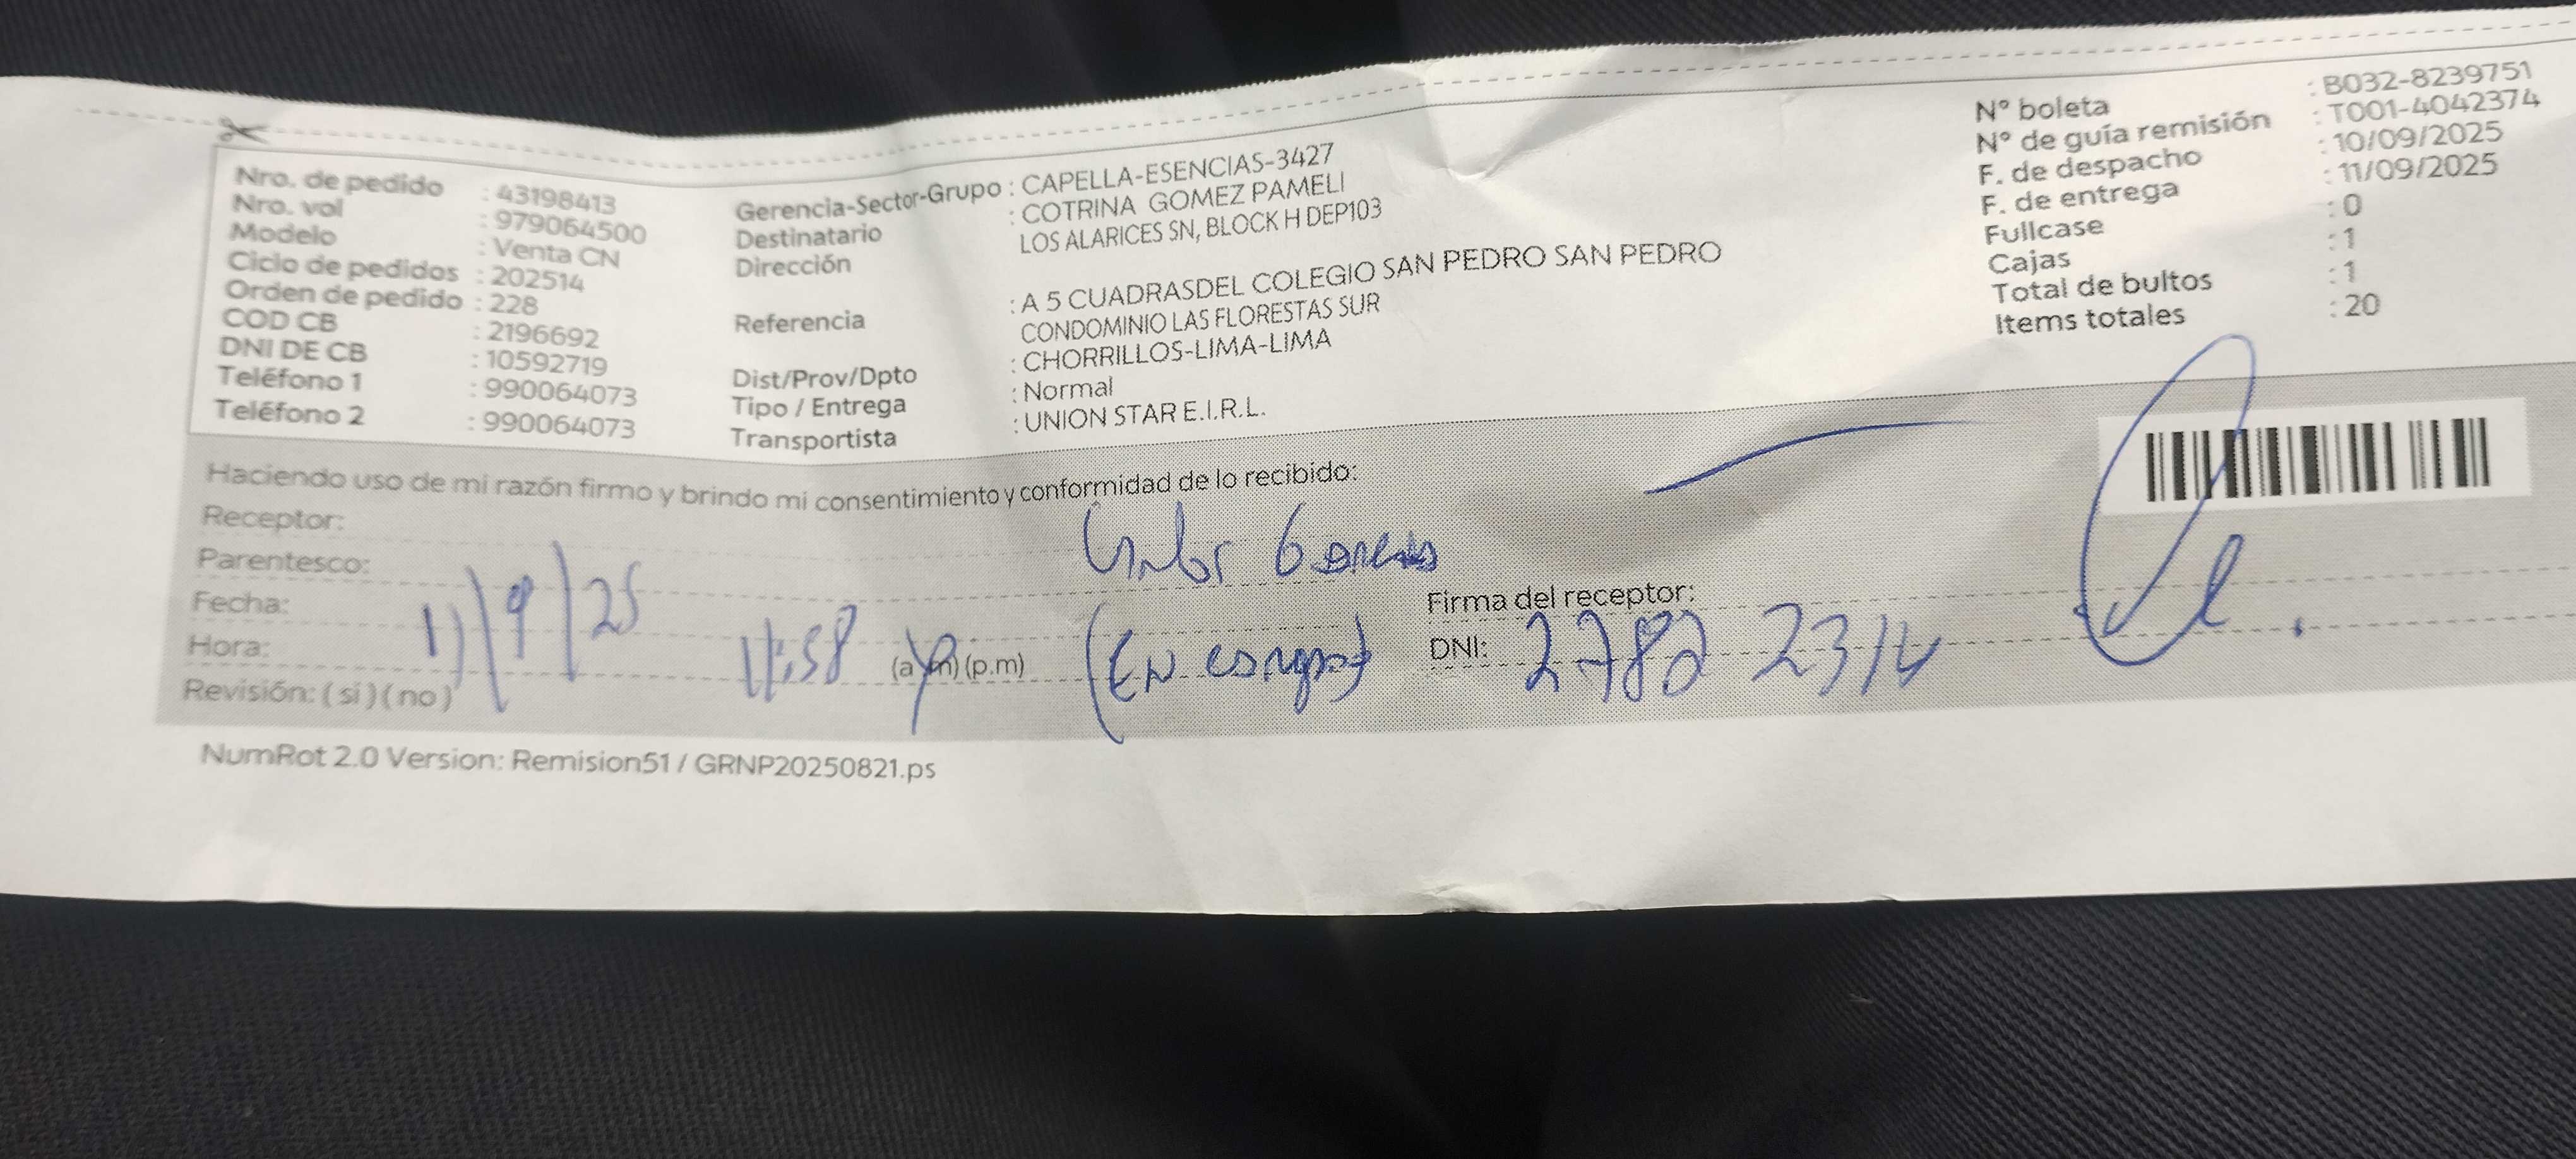 Nro. de pedido : 43198413
Nro. vol : 979064500
Modelo : Venta CN
Ciclo de pedidos : 202514
Orden de pedido : 228
COD CB : 2196692
DNI DE CB : 10592719
Teléfono 1 : 990064073
Teléfono 2 : 990064073
Gerencia-Sector-Grupo : CAPELLA-ESENCIAS-3427
Destinatario : COTRINA GOMEZ PAMELI
Dirección LOS ALARICES SN, BLOCK H DEP103
Referencia : A 5 CUADRASDEL COLEGIO SAN PEDRO SAN PEDRO
CONDOMINIO LAS FLORESTAS SUR
Dist/Prov/Dpto : CHORRILLOS-LIMA-LIMA
Tipo / Entrega : Normal
Transportista : UNION STAR E.I.R.L.
N° boleta : B032-8239751
N° de guía remisión : T001-4042374
F. de despacho : 10/09/2025
F. de entrega : 11/09/2025
Fullcase : 0
Cajas : 1
Total de bultos : 1
Items totales : 20
Haciendo uso de mi razón firmo y brindo mi consentimiento y conformidad de lo recibido:
Receptor:
Parentesco:
Fecha: 11/9/25
Hora: 11:58 (a.m) (p.m)
Revisión: ( si ) ( no )
Firma del receptor:
DNI: 2782 2314
NumRot 2.0 Version: Remision51 / GRNP20250821.ps